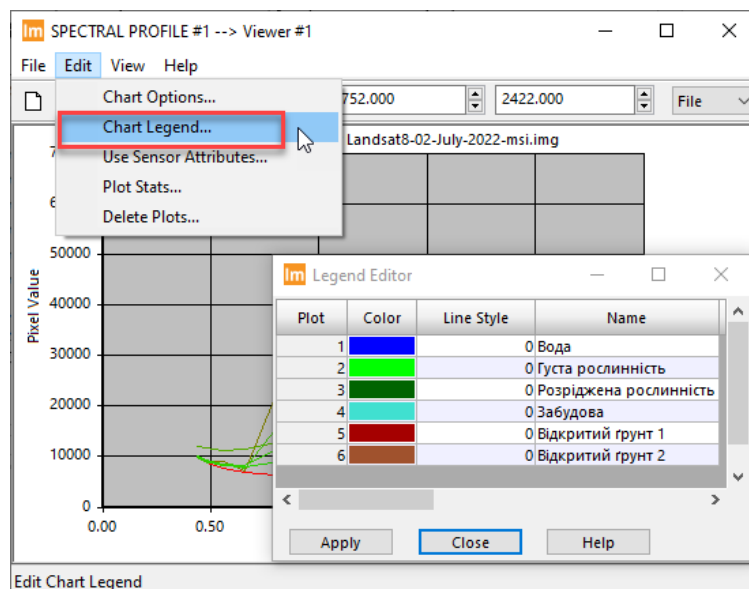 Im SPECTRAL PROFILE #1 --> Viewer #1
File Edit View Help
752.000 2422.000 File
Chart Options...
Chart Legend...
Use Sensor Attributes...
Plot Stats...
Delete Plots...
Landsat8-02-July-2022-msi.img
Pixel Value
50000
40000
30000
20000
10000
0
0.00 0.50
Im Legend Editor
Plot Color Line Style Name
1 0 Вода
2 0 Густа рослинність
3 0 Розріджена рослинність
4 0 Забудова
5 0 Відкритий ґрунт 1
6 0 Відкритий ґрунт 2
Apply Close Help
Edit Chart Legend